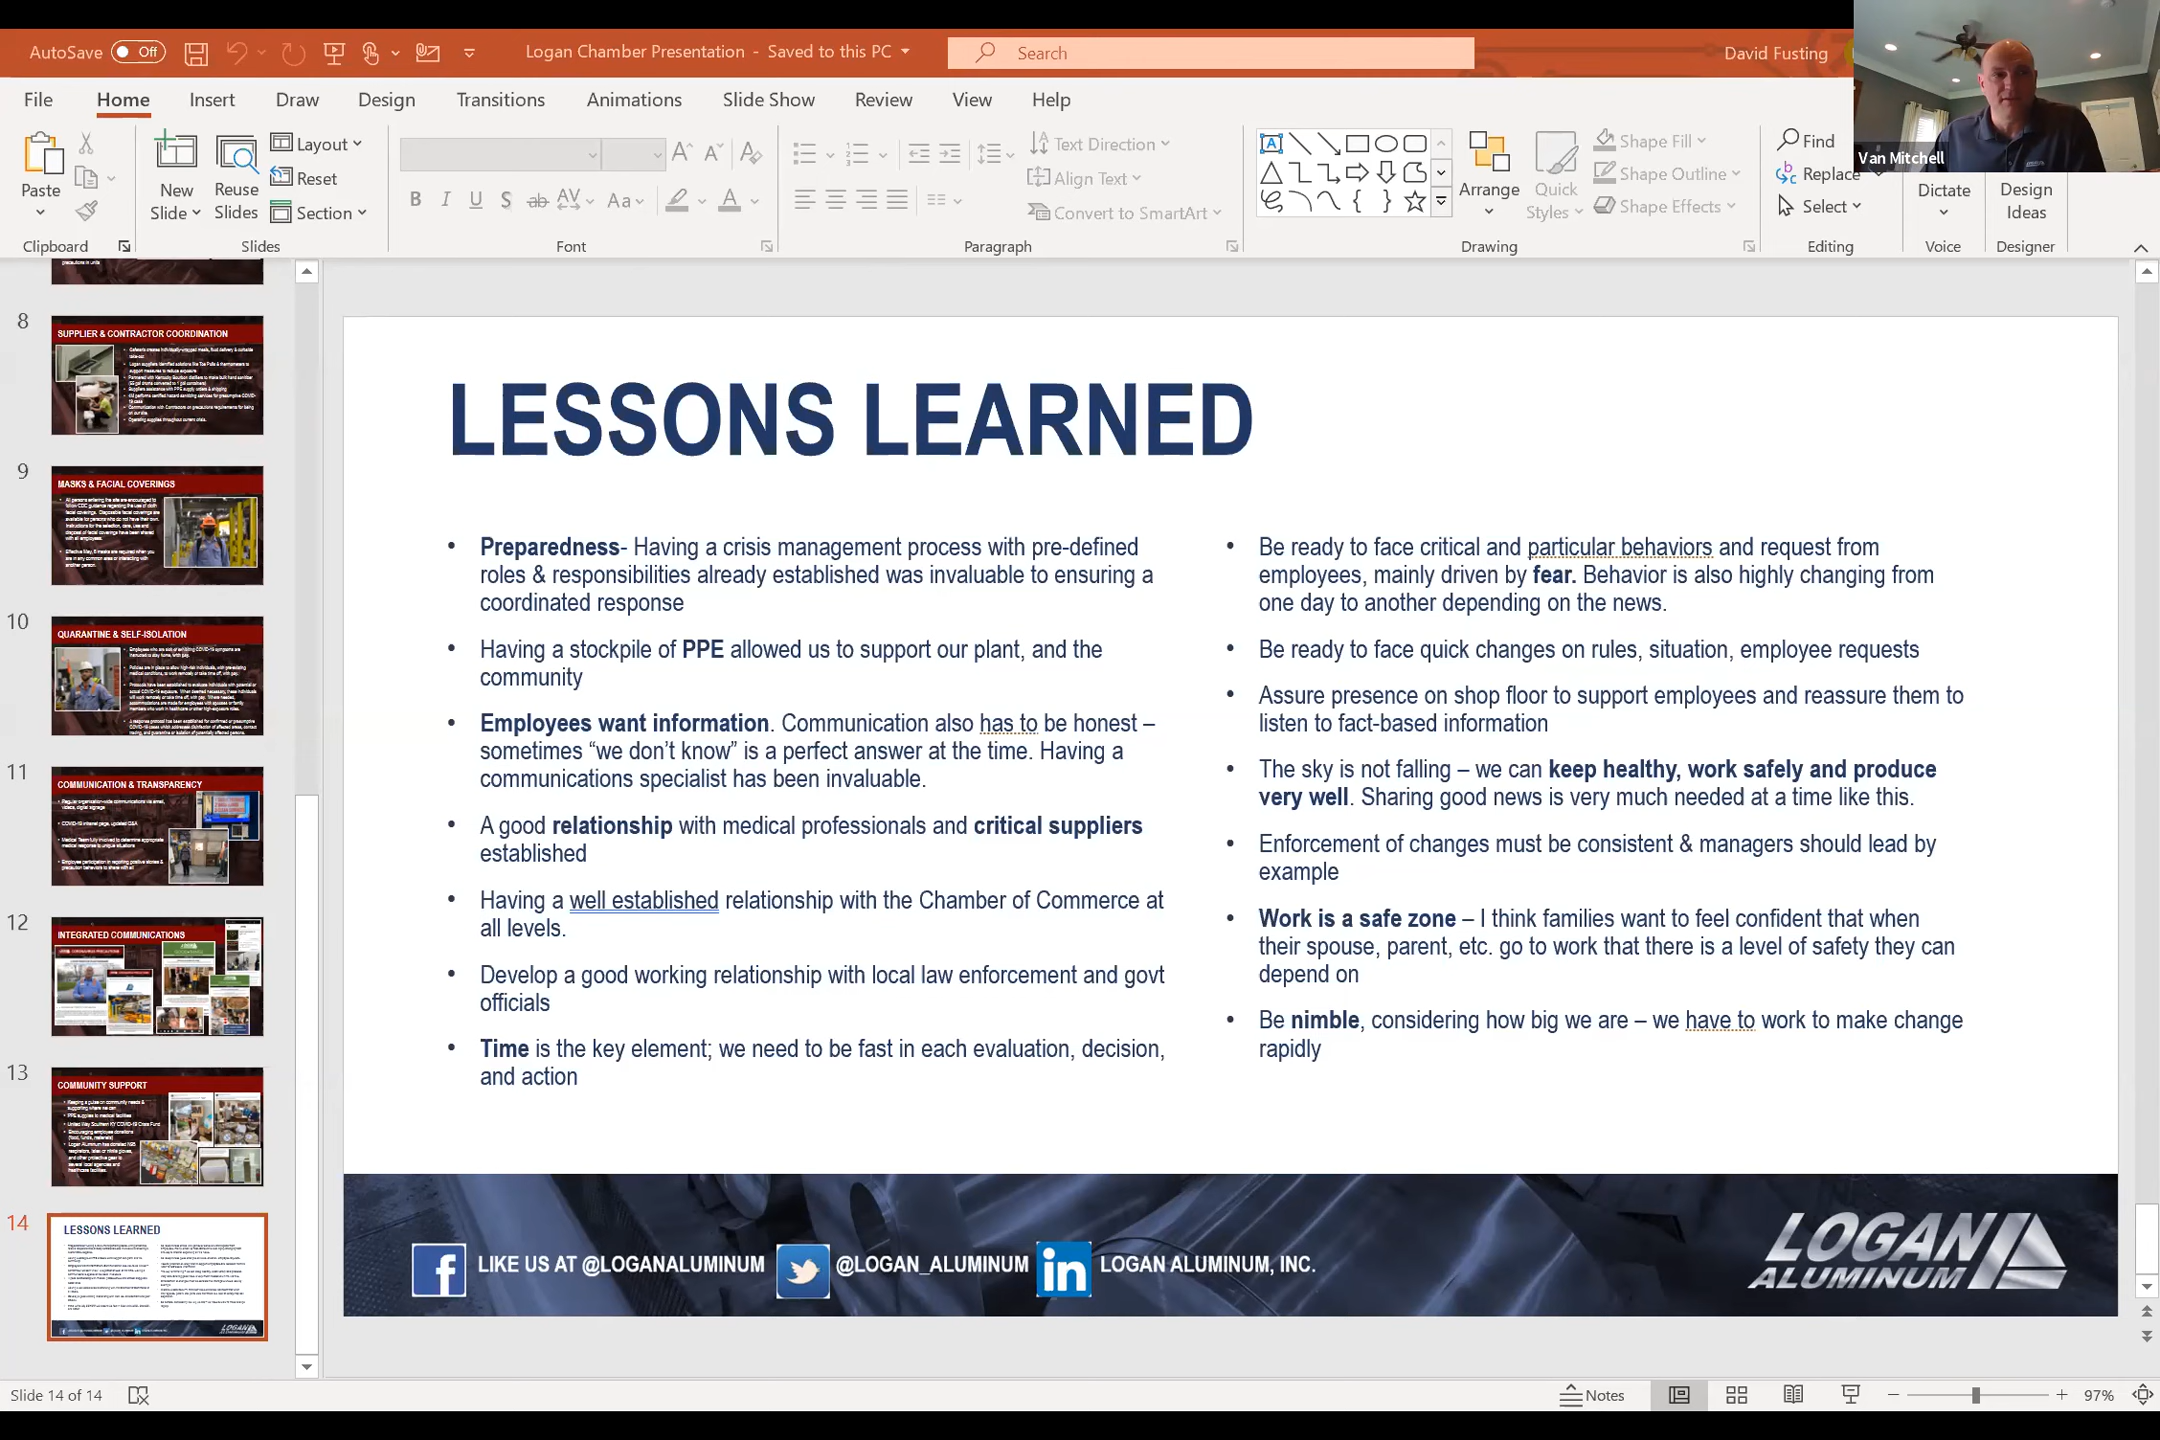 AutoSave Off
Logan Chamber Presentation - Saved to this PC
Search
David Fusting
Van Mitchell
File Home Insert Draw Design Transitions Animations Slide Show Review View Help
Paste
New Slide
Reuse Slides
Layout
Reset
Section
B I U S ab AV Aa A
Text Direction
Align Text
Convert to SmartArt
Arrange
Quick Styles
Shape Fill
Shape Outline
Shape Effects
Find
Replace
Select
Dictate
Design Ideas
Clipboard Slides Font Paragraph Drawing Editing Voice Designer
8
SUPPLIER & CONTRACTOR COORDINATION
9
MASKS & FACIAL COVERINGS
10
QUARANTINE & SELF-ISOLATION
11
COMMUNICATION & TRANSPARENCY
12
INTEGRATED COMMUNICATIONS
13
COMMUNITY SUPPORT
14
LESSONS LEARNED
LESSONS LEARNED
• Preparedness- Having a crisis management process with pre-defined
roles & responsibilities already established was invaluable to ensuring a
coordinated response
• Having a stockpile of PPE allowed us to support our plant, and the
community
• Employees want information. Communication also has to be honest –
sometimes “we don’t know” is a perfect answer at the time. Having a
communications specialist has been invaluable.
• A good relationship with medical professionals and critical suppliers
established
• Having a well established relationship with the Chamber of Commerce at
all levels.
• Develop a good working relationship with local law enforcement and govt
officials
• Time is the key element; we need to be fast in each evaluation, decision,
and action
• Be ready to face critical and particular behaviors and request from
employees, mainly driven by fear. Behavior is also highly changing from
one day to another depending on the news.
• Be ready to face quick changes on rules, situation, employee requests
• Assure presence on shop floor to support employees and reassure them to
listen to fact-based information
• The sky is not falling – we can keep healthy, work safely and produce
very well. Sharing good news is very much needed at a time like this.
• Enforcement of changes must be consistent & managers should lead by
example
• Work is a safe zone – I think families want to feel confident that when
their spouse, parent, etc. go to work that there is a level of safety they can
depend on
• Be nimble, considering how big we are – we have to work to make change
rapidly
LIKE US AT @LOGANALUMINUM @LOGAN_ALUMINUM LOGAN ALUMINUM, INC.
LOGAN
ALUMINUM
Slide 14 of 14
Notes
97%